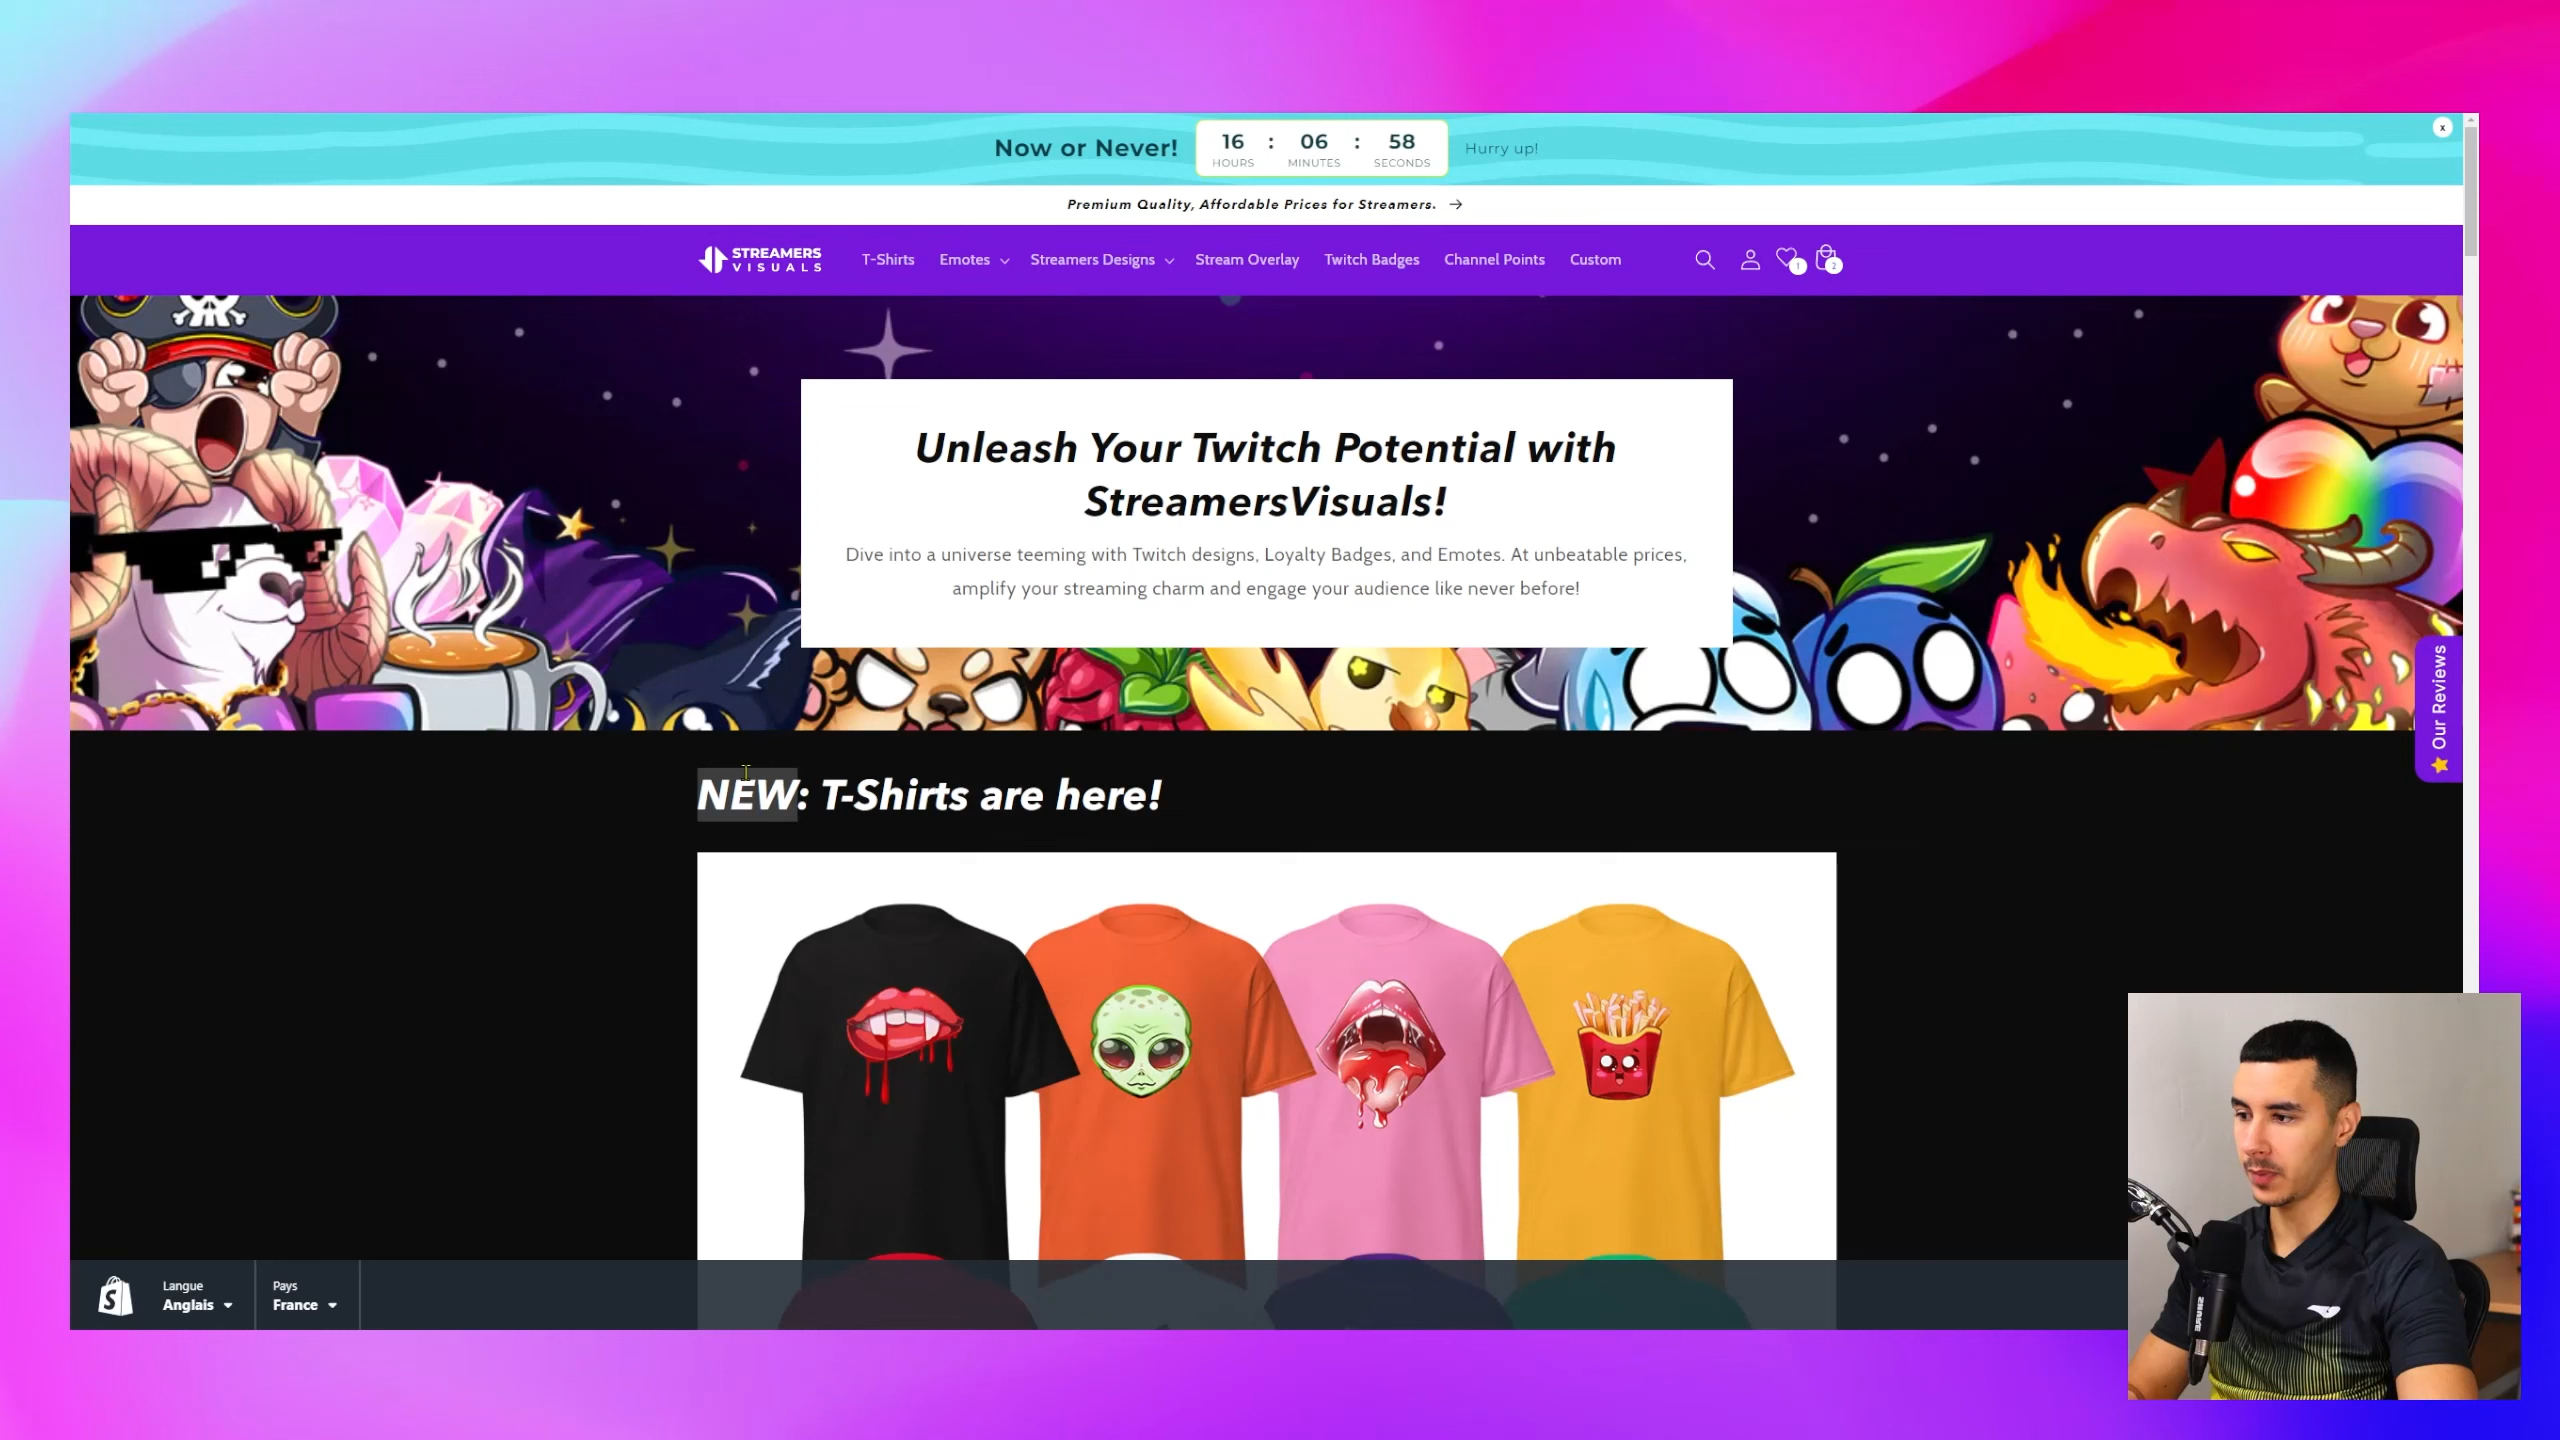 Now or Never!
16 : 06 : 58
HOURS MINUTES SECONDS
Hurry up!
x
Premium Quality, Affordable Prices for Streamers. →
STREAMERS
VISUALS
T-Shirts Emotes Streamers Designs Stream Overlay Twitch Badges Channel Points Custom
1
2
Unleash Your Twitch Potential with
StreamersVisuals!
Dive into a universe teeming with Twitch designs, Loyalty Badges, and Emotes. At unbeatable prices,
amplify your streaming charm and engage your audience like never before!
Our Reviews
NEW: T-Shirts are here!
Langue
Anglais
Pays
France
SHURE